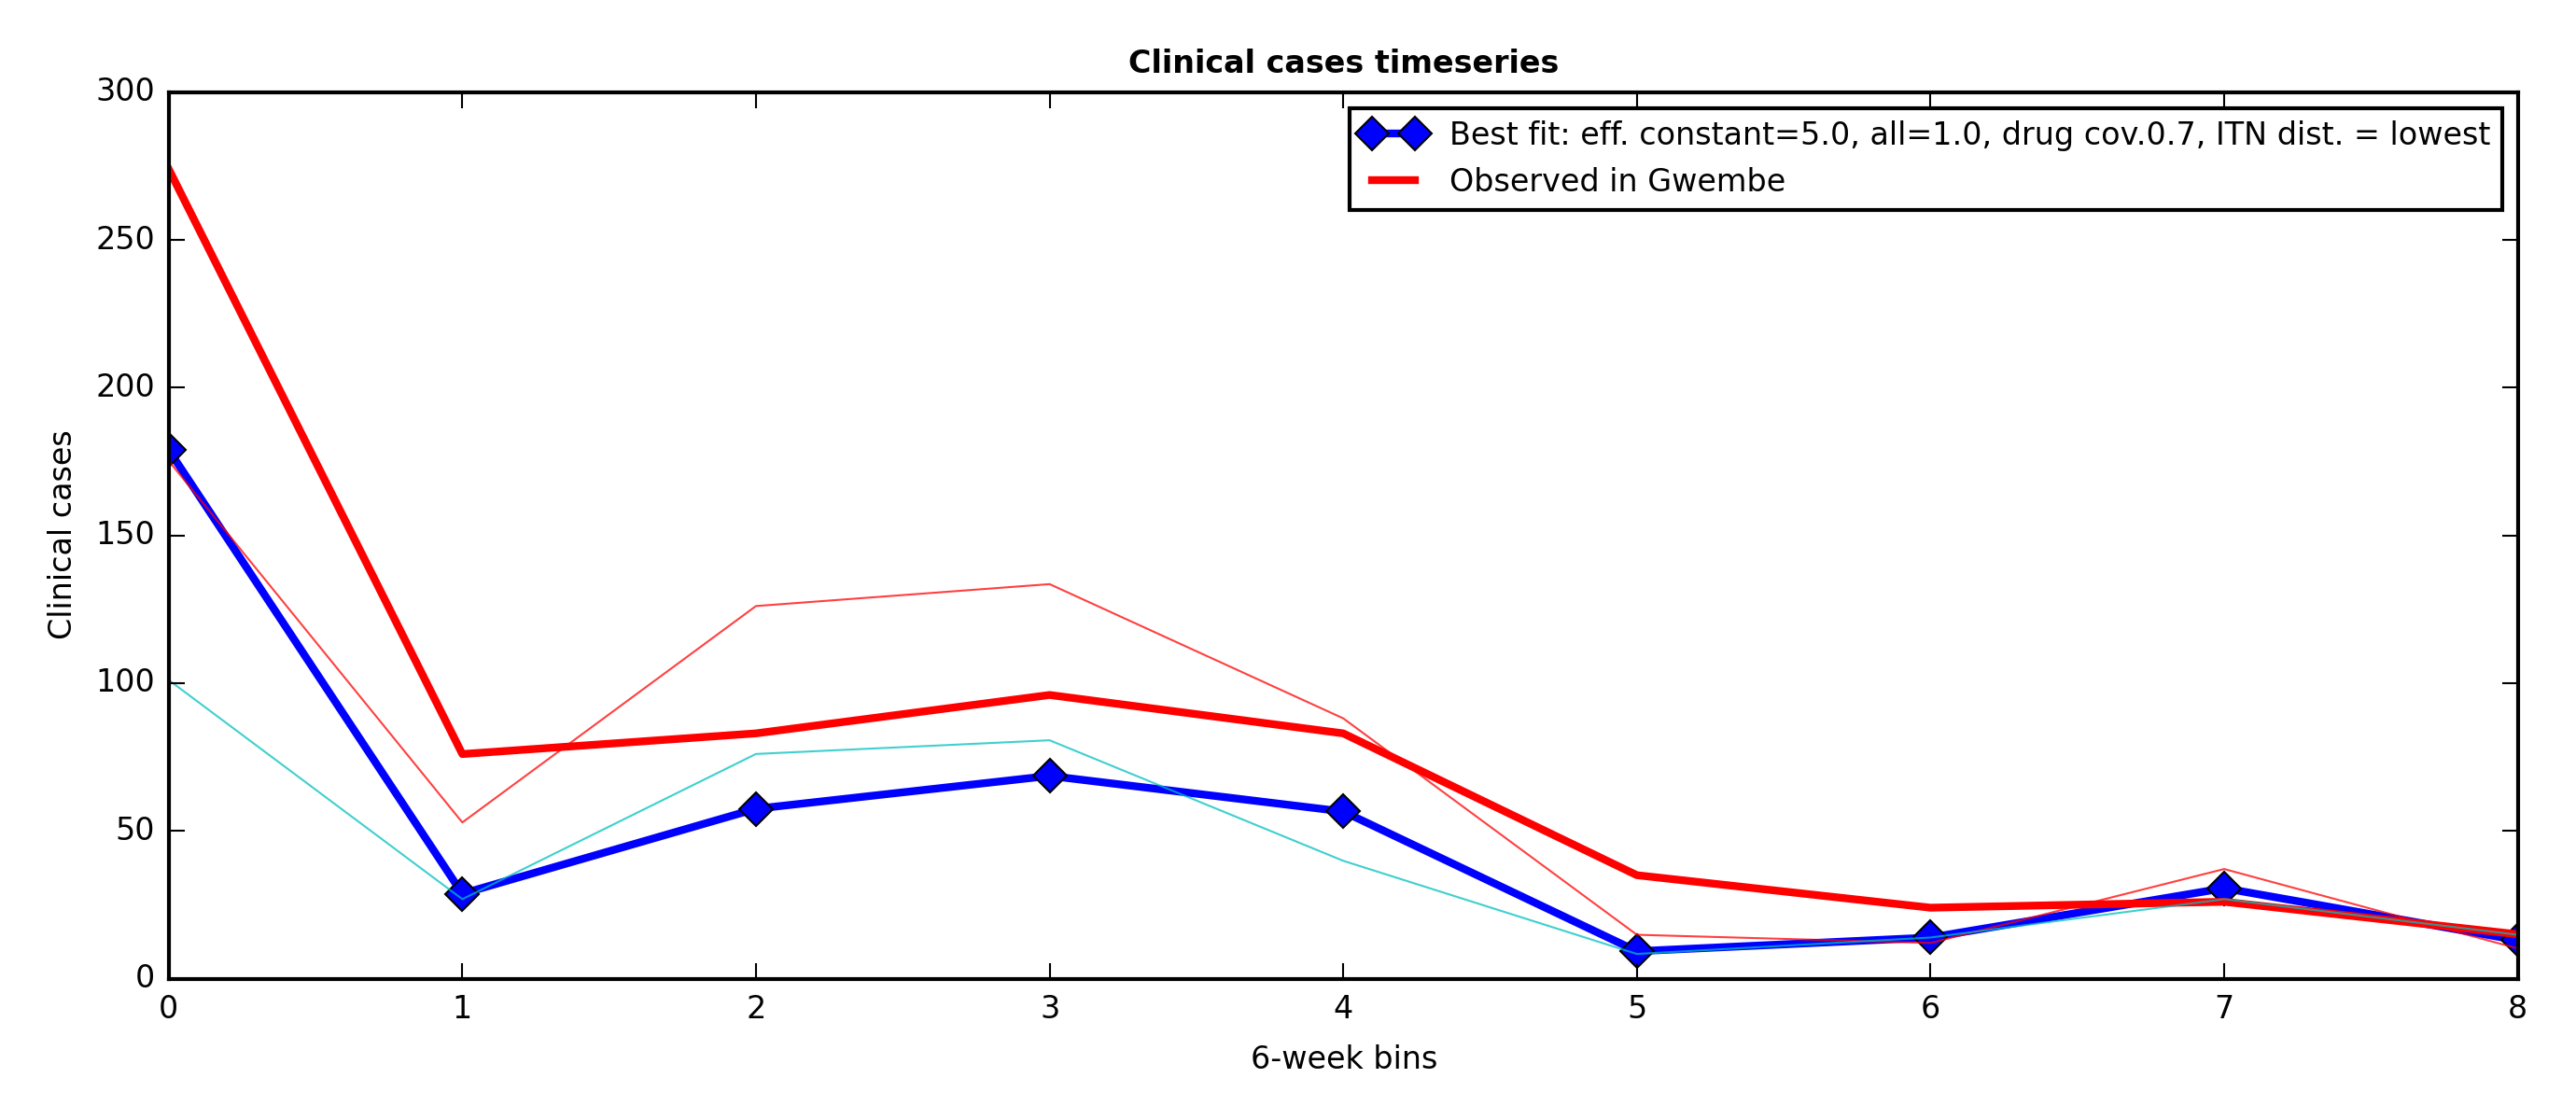 Clinical cases timeseries
300
250
200
150
100
50
0
Clinical cases
Best fit: eff. constant=5.0, all=1.0, drug cov.0.7, ITN dist. = lowest
Observed in Gwembe
0 1 2 3 4 5 6 7 8
6-week bins